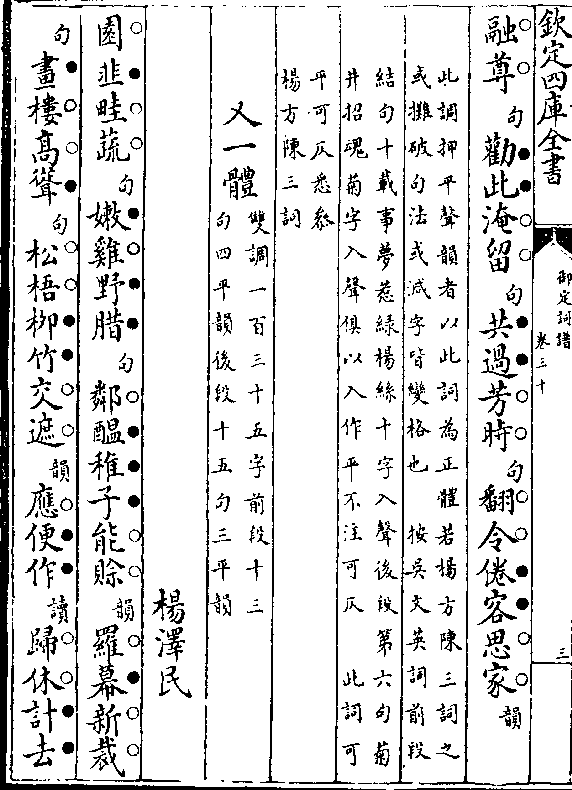 欽定四庫全書
御定詞譜
卷三十
三
融尊句勸此淹留句共過芳時句翻令倦客思家韻
此調押平聲韻者以此詞為正體若楊方陳三詞之
或攤破句法或減字皆變格也 按吳文英詞前段
結句十載事夢惹綠楊絲十字入聲後段第六句菊
井招魂菊字入聲俱以入作平不注可仄 此詞可
平可仄悉參
楊方陳三詞
又一體
雙調一百三十五字前段十三
句四平韻後段十五句三平韻
楊澤民
園韭畦蔬句嫩雞野腊句鄰醞稚子能賒韻羅幕新裁
句畫樓高聳句松梧柳竹交遮韻應便作讀歸休計去